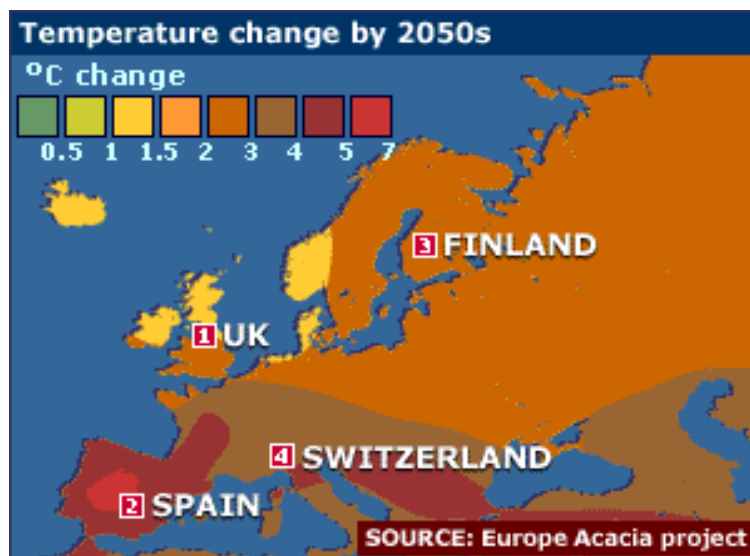 Temperature change by 2050s
ºC change
0.5 1 1.5 2 3 4 5 7
3 FINLAND
1 UK
4 SWITZERLAND
2 SPAIN
SOURCE: Europe Acacia project